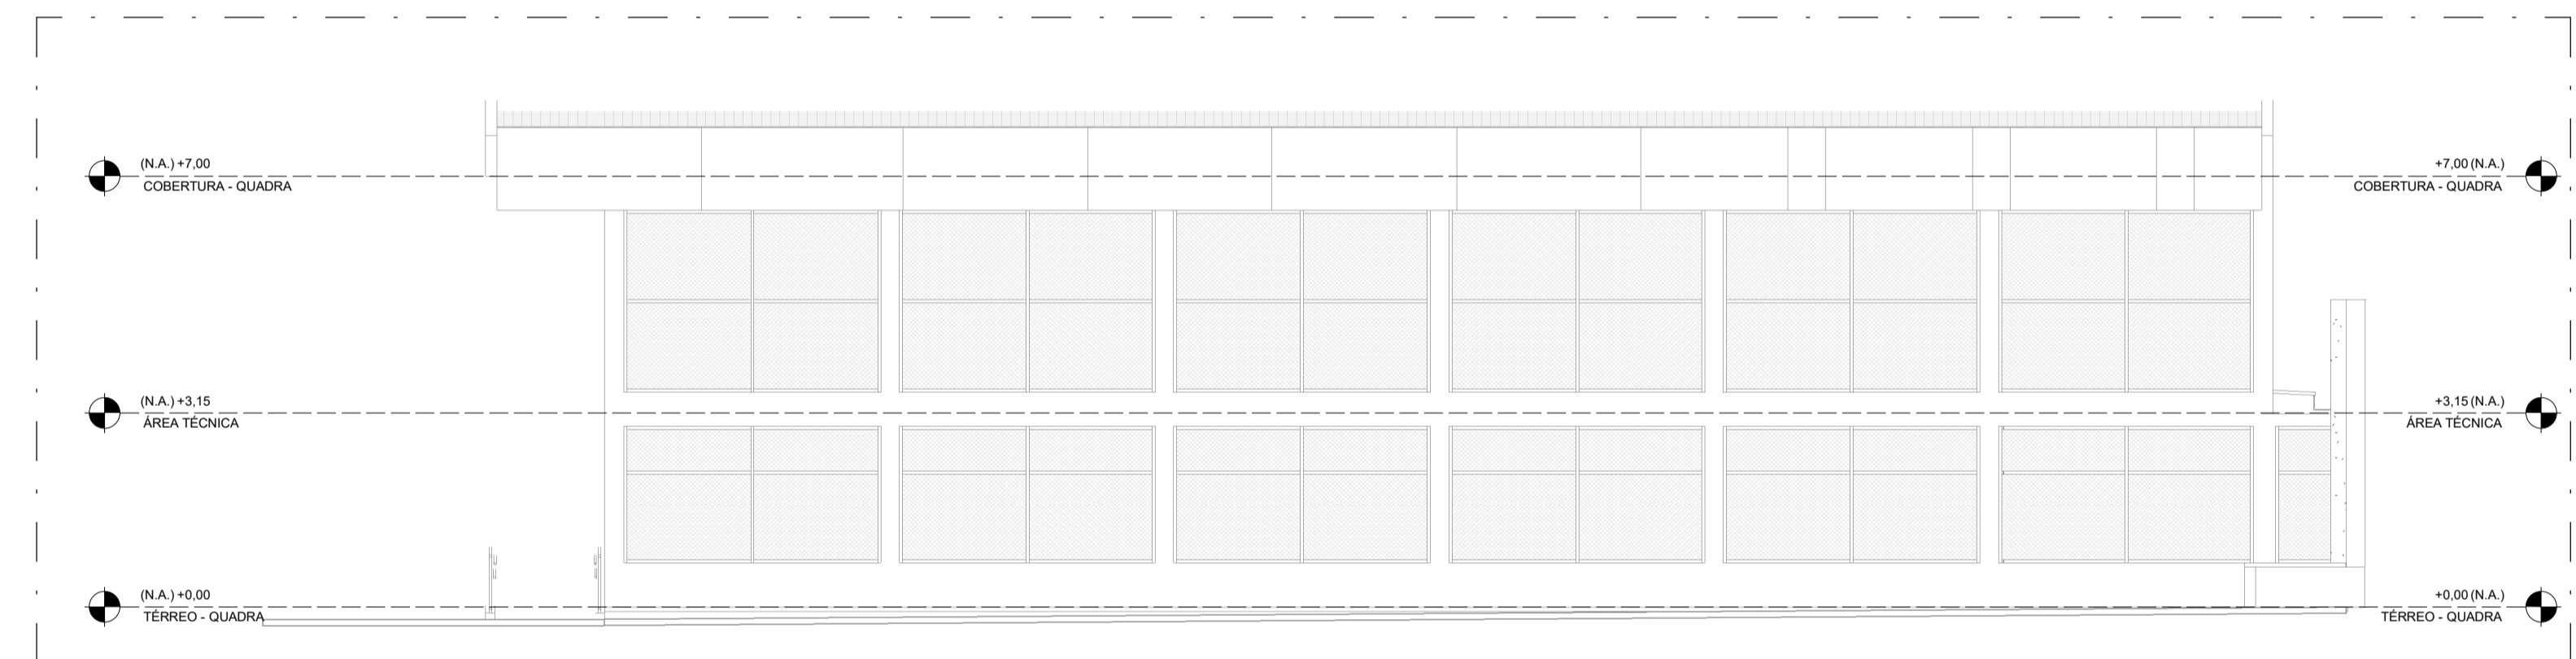 (N.A.) +7,00
COBERTURA - QUADRA
+7,00 (N.A.)
COBERTURA - QUADRA
(N.A.) +3,15
ÁREA TÉCNICA
+3,15 (N.A.)
ÁREA TÉCNICA
(N.A.) +0,00
TÉRREO - QUADRA
+0,00 (N.A.)
TÉRREO - QUADRA